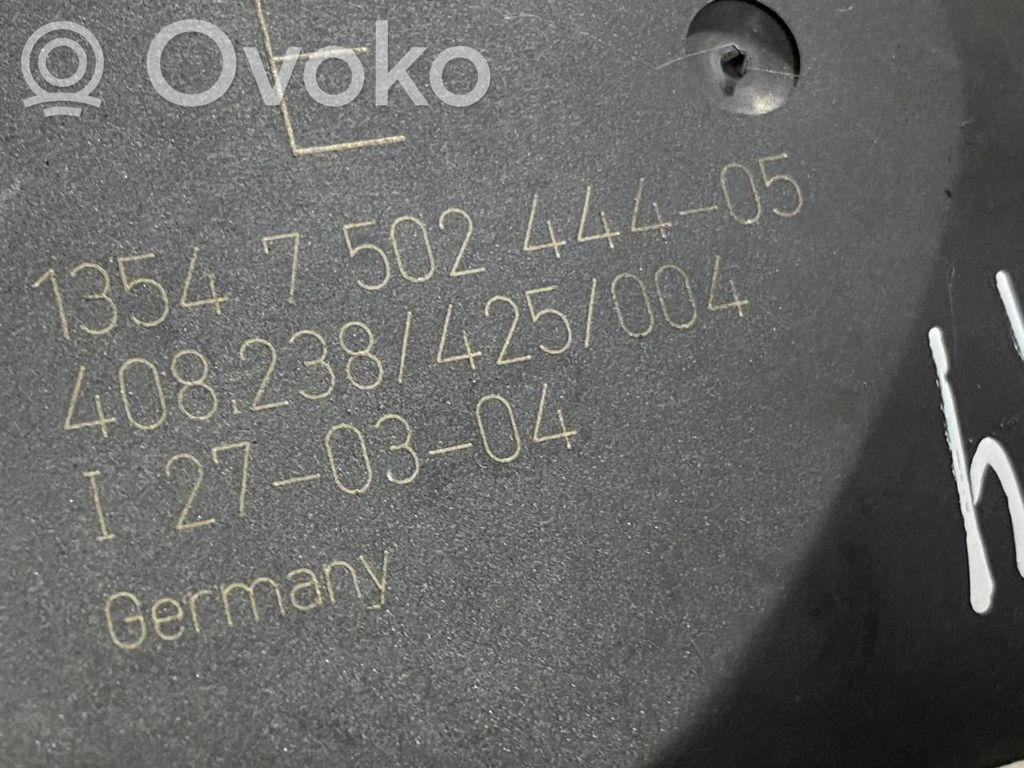 R Ovoko
E
1354 7 502 444-05
408.238/425/004
I 27-03-04
Germany